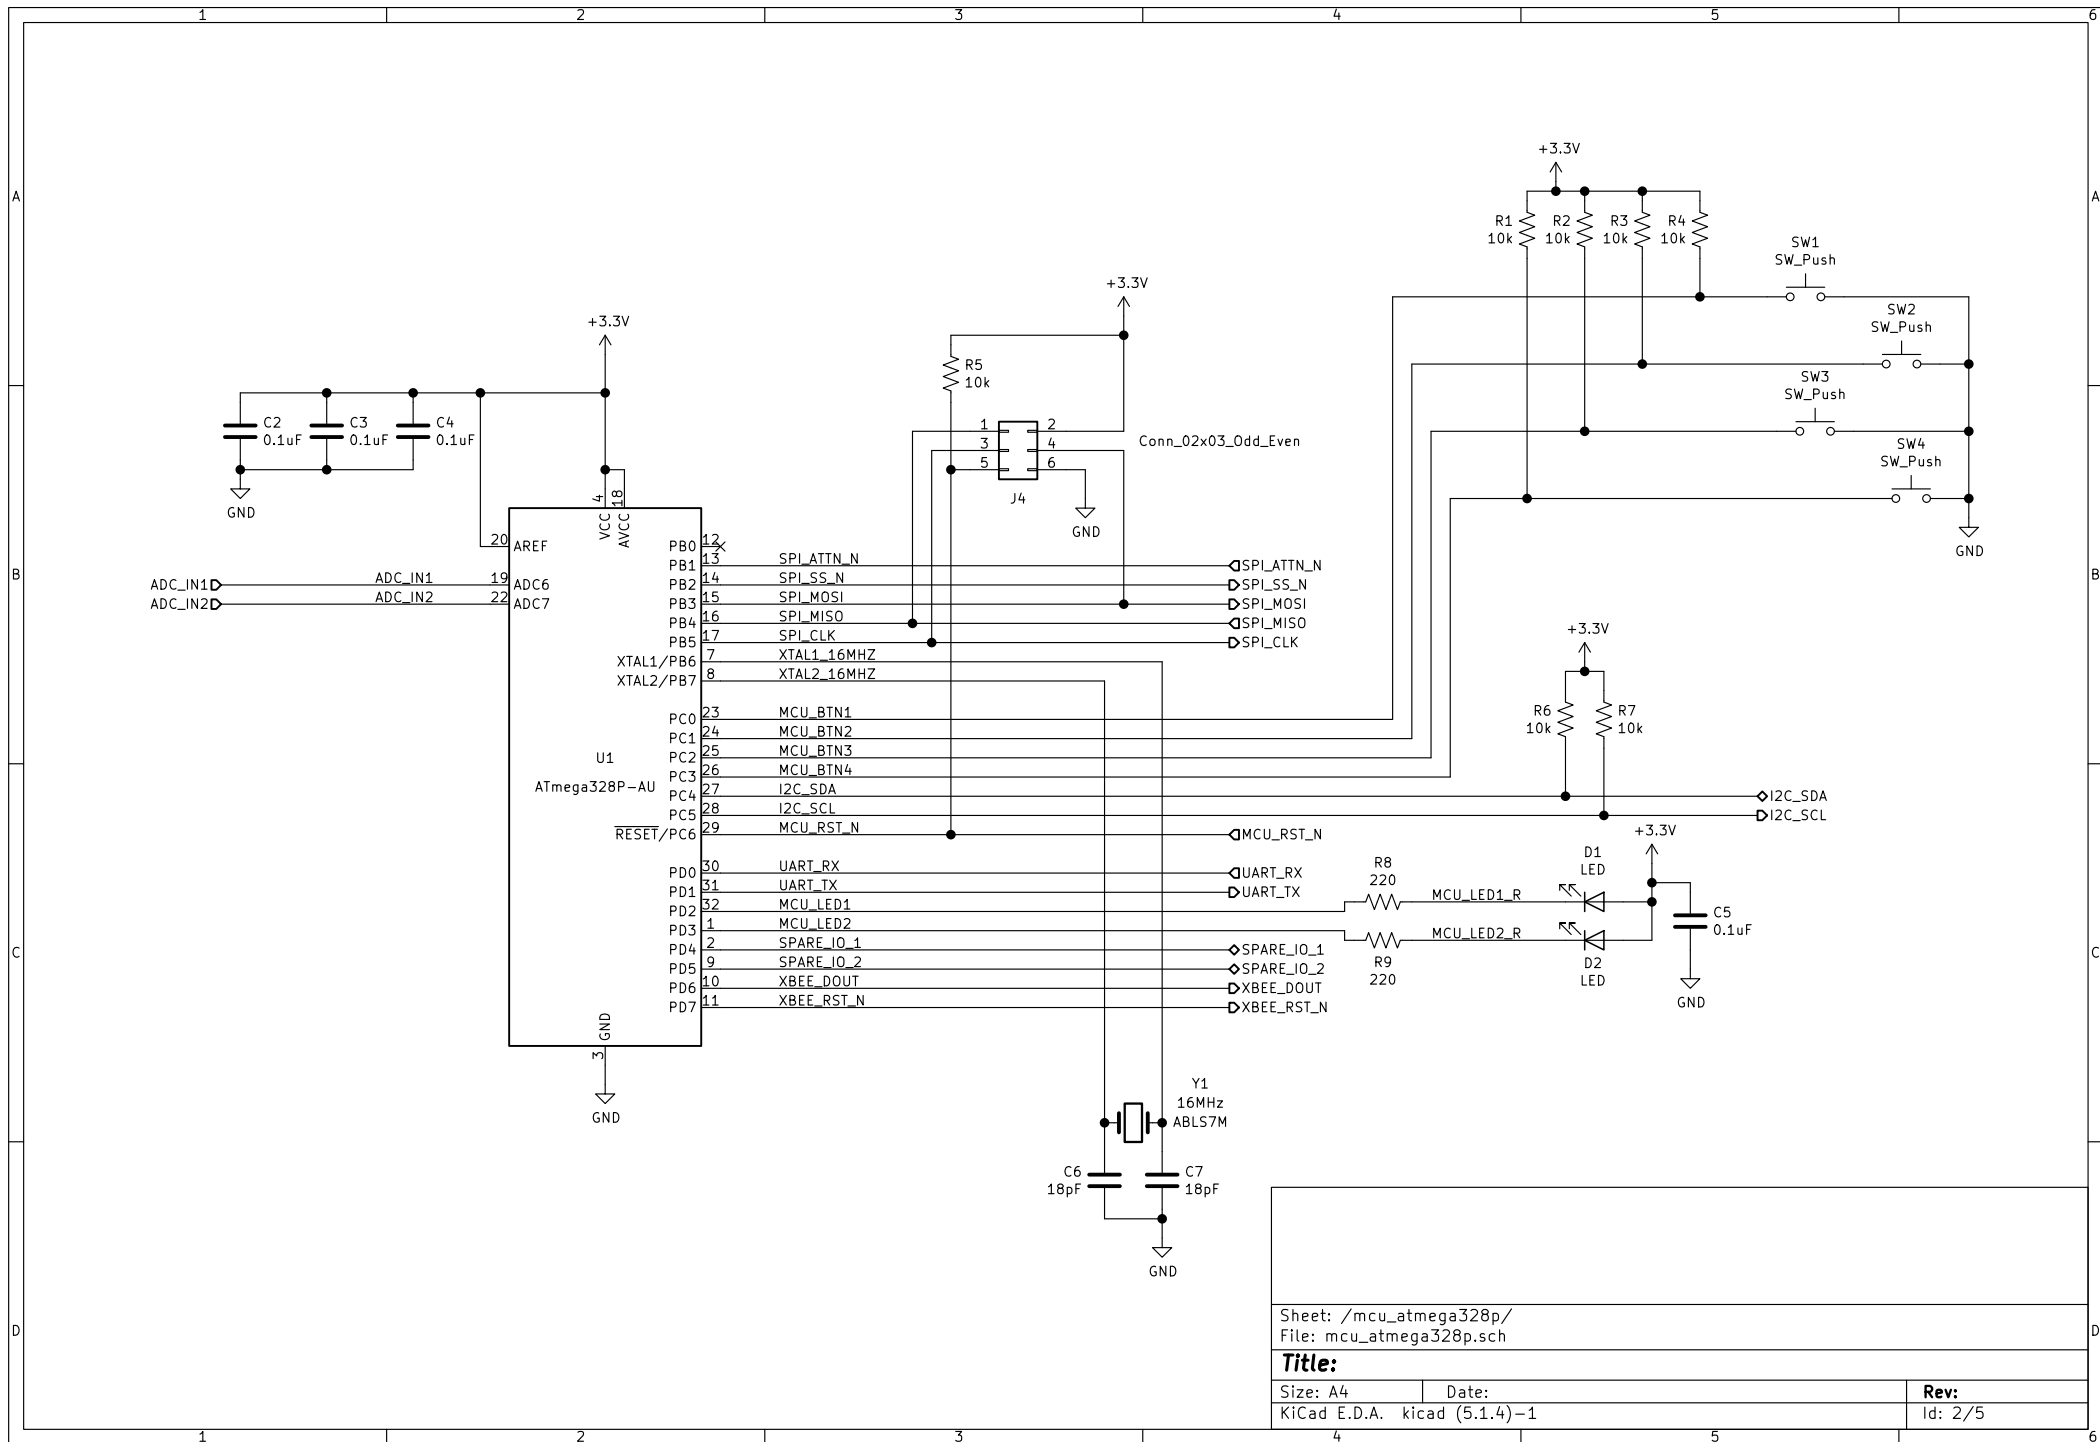 1 2 3 4 5 6
A A
B B
C C
D D
+3.3V
R1
10k
R2
10k
R3
10k
R4
10k
SW1
SW_Push
SW2
SW_Push
SW3
SW_Push
SW4
SW_Push
GND
+3.3V
R5
10k
1 2
3 4
5 6
J4
Conn_02x03_Odd_Even
GND
+3.3V
C2
0.1uF
C3
0.1uF
C4
0.1uF
GND
4 18
VCC AVCC
20 AREF
ADC_IN1 ADC_IN1 19 ADC6
ADC_IN2 ADC_IN2 22 ADC7
U1
ATmega328P-AU
PB0 12
PB1 13 SPI_ATTN_N SPI_ATTN_N
PB2 14 SPI_SS_N SPI_SS_N
PB3 15 SPI_MOSI SPI_MOSI
PB4 16 SPI_MISO SPI_MISO
PB5 17 SPI_CLK SPI_CLK
XTAL1/PB6 7 XTAL1_16MHZ
XTAL2/PB7 8 XTAL2_16MHZ
PC0 23 MCU_BTN1
PC1 24 MCU_BTN2
PC2 25 MCU_BTN3
PC3 26 MCU_BTN4
PC4 27 I2C_SDA I2C_SDA
PC5 28 I2C_SCL I2C_SCL
RESET/PC6 29 MCU_RST_N MCU_RST_N
PD0 30 UART_RX UART_RX
PD1 31 UART_TX UART_TX
PD2 32 MCU_LED1
PD3 1 MCU_LED2
PD4 2 SPARE_IO_1 SPARE_IO_1
PD5 9 SPARE_IO_2 SPARE_IO_2
PD6 10 XBEE_DOUT XBEE_DOUT
PD7 11 XBEE_RST_N XBEE_RST_N
GND
3
GND
+3.3V
R6
10k
R7
10k
+3.3V
R8
220
MCU_LED1_R
D1
LED
R9
220
MCU_LED2_R
D2
LED
C5
0.1uF
GND
Y1
16MHz
ABLS7M
C6
18pF
C7
18pF
GND
Sheet: /mcu_atmega328p/
File: mcu_atmega328p.sch
Title:
Size: A4 Date: Rev:
KiCad E.D.A. kicad (5.1.4)-1 Id: 2/5
1 2 3 4 5 6